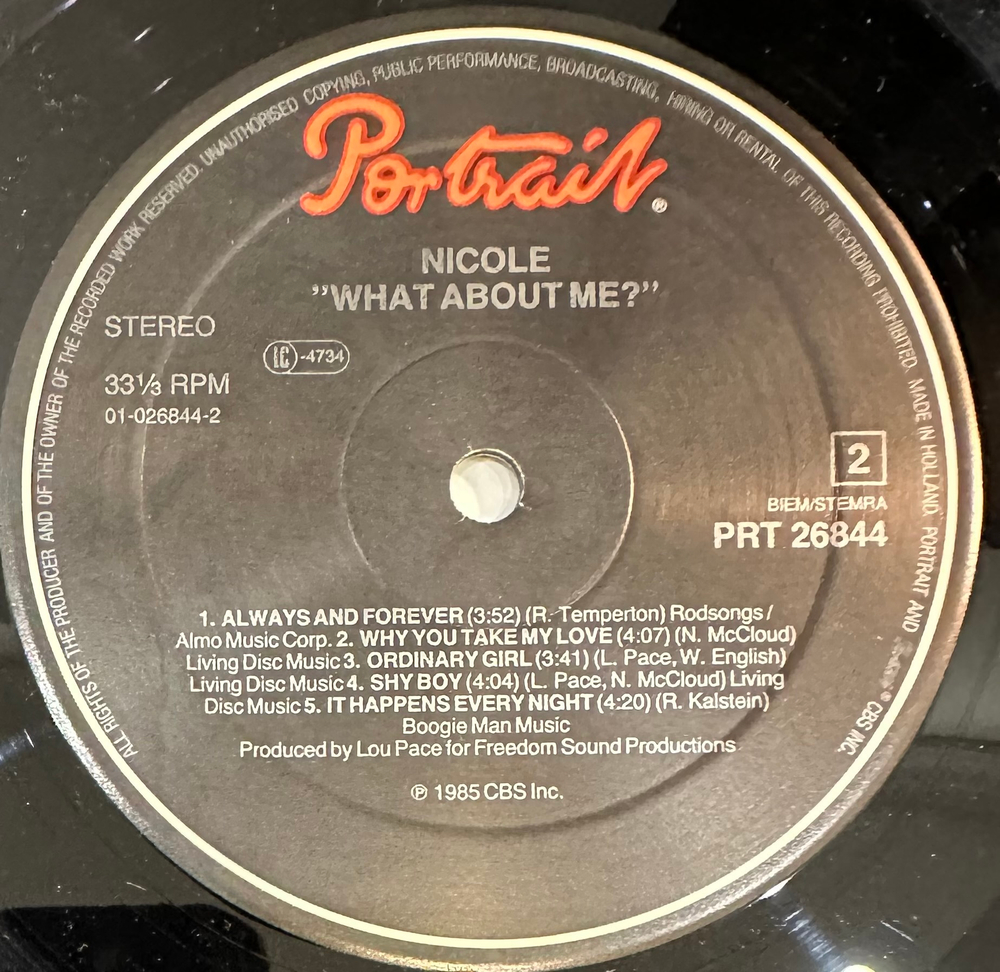 ALL RIGHTS OF THE PRODUCER AND OF THE OWNER OF THE RECORDED WORK RESERVED. UNAUTHORISED COPYING, PUBLIC PERFORMANCE, BROADCASTING, HIRING OR RENTAL OF THIS RECORDING PROHIBITED. MADE IN HOLLAND. PORTRAIT AND ® CBS INC.
Portrait®
NICOLE
”WHAT ABOUT ME?”
STEREO
IC -4734
33⅓ RPM
01-026844-2
2
BIEM/STEMRA
PRT 26844
1. ALWAYS AND FOREVER (3:52) (R. Temperton) Rodsongs/
Almo Music Corp. 2. WHY YOU TAKE MY LOVE (4:07) (N. McCloud)
Living Disc Music 3. ORDINARY GIRL (3:41) (L. Pace, W. English)
Living Disc Music 4. SHY BOY (4:04) (L. Pace, N. McCloud) Living
Disc Music 5. IT HAPPENS EVERY NIGHT (4:20) (R. Kalstein)
Boogie Man Music
Produced by Lou Pace for Freedom Sound Productions
℗ 1985 CBS Inc.